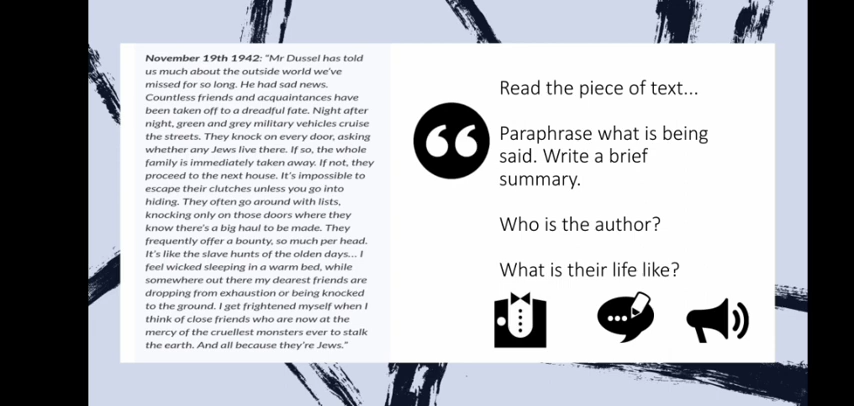 November 19th 1942: "Mr Dussel has told
us much about the outside world we've
missed for so long. He had sad news.
Countless friends and acquaintances have
been taken off to a dreadful fate. Night after
night, green and grey military vehicles cruise
the streets. They knock on every door, asking
whether any Jews live there. If so, the whole
family is immediately taken away. If not, they
proceed to the next house. It's impossible to
escape their clutches unless you go into
hiding. They often go around with lists,
knocking only on those doors where they
know there's a big haul to be made. They
frequently offer a bounty, so much per head.
It's like the slave hunts of the olden days... I
feel wicked sleeping in a warm bed, while
somewhere out there my dearest friends are
dropping from exhaustion or being knocked
to the ground. I get frightened myself when I
think of close friends who are now at the
mercy of the cruellest monsters ever to stalk
the earth. And all because they're Jews."
Read the piece of text...
Paraphrase what is being
said. Write a brief
summary.
Who is the author?
What is their life like?